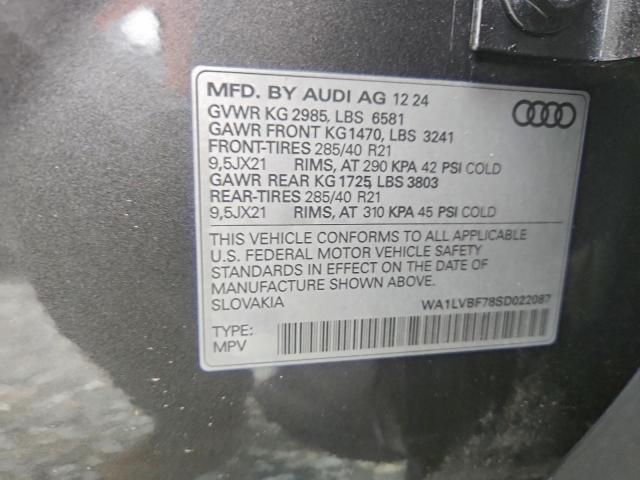 MFD. BY AUDI AG 12 24
GVWR KG 2985, LBS 6581
GAWR FRONT KG1470, LBS 3241
FRONT-TIRES 285/40 R21
9,5JX21 RIMS, AT 290 KPA 42 PSI COLD
GAWR REAR KG 1725, LBS 3803
REAR-TIRES 285/40 R21
9,5JX21 RIMS, AT 310 KPA 45 PSI COLD
THIS VEHICLE CONFORMS TO ALL APPLICABLE
U.S. FEDERAL MOTOR VEHICLE SAFETY
STANDARDS IN EFFECT ON THE DATE OF
MANUFACTURE SHOWN ABOVE.
SLOVAKIA
WA1LVBF78SD022087
TYPE:
MPV